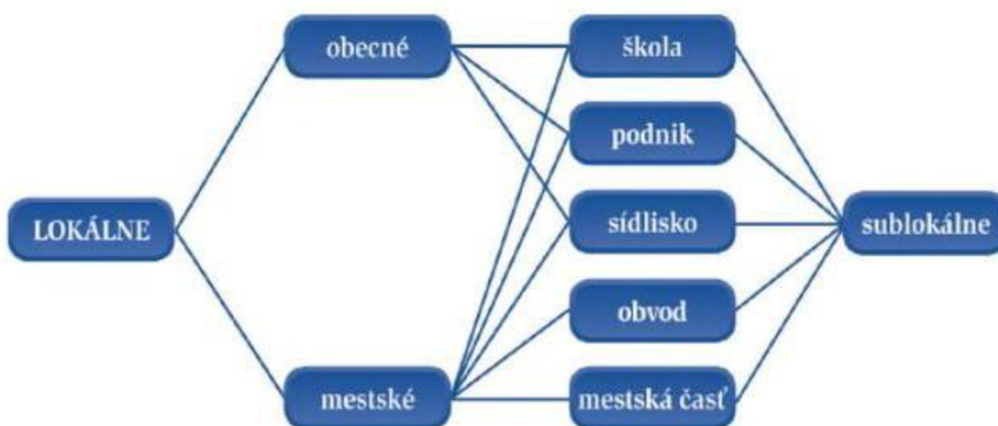 LOKÁLNE
obecné
mestské
škola
podnik
sídlisko
obvod
mestská časť
sublokálne